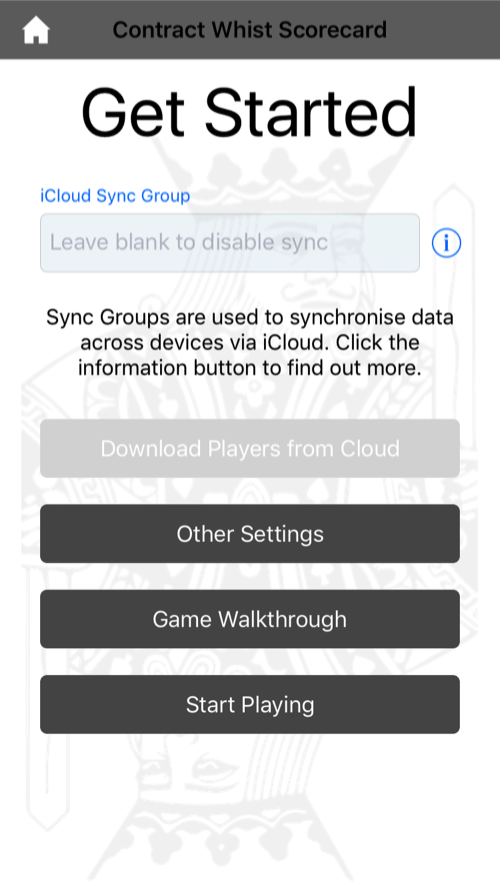 Contract Whist Scorecard
Get Started
iCloud Sync Group
Leave blank to disable sync
Sync Groups are used to synchronise data
across devices via iCloud. Click the
information button to find out more.
Download Players from Cloud
Other Settings
Game Walkthrough
Start Playing